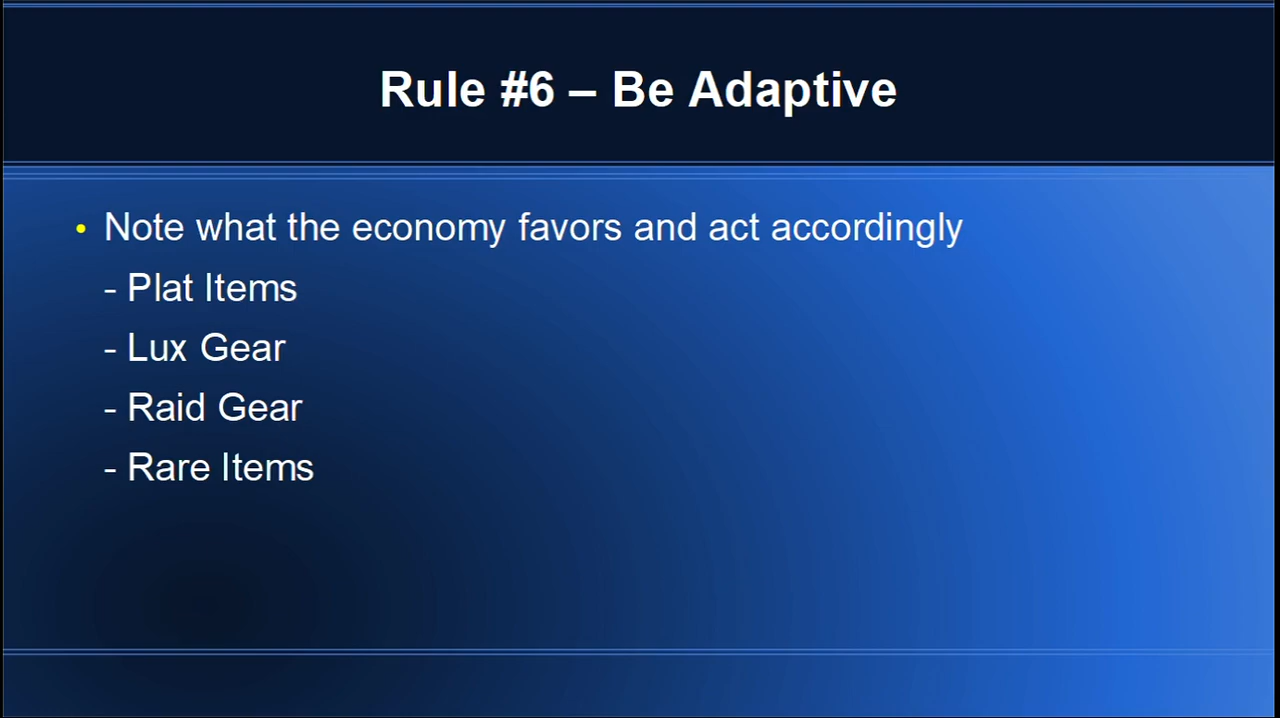 Rule #6 – Be Adaptive
• Note what the economy favors and act accordingly
- Plat Items
- Lux Gear
- Raid Gear
- Rare Items